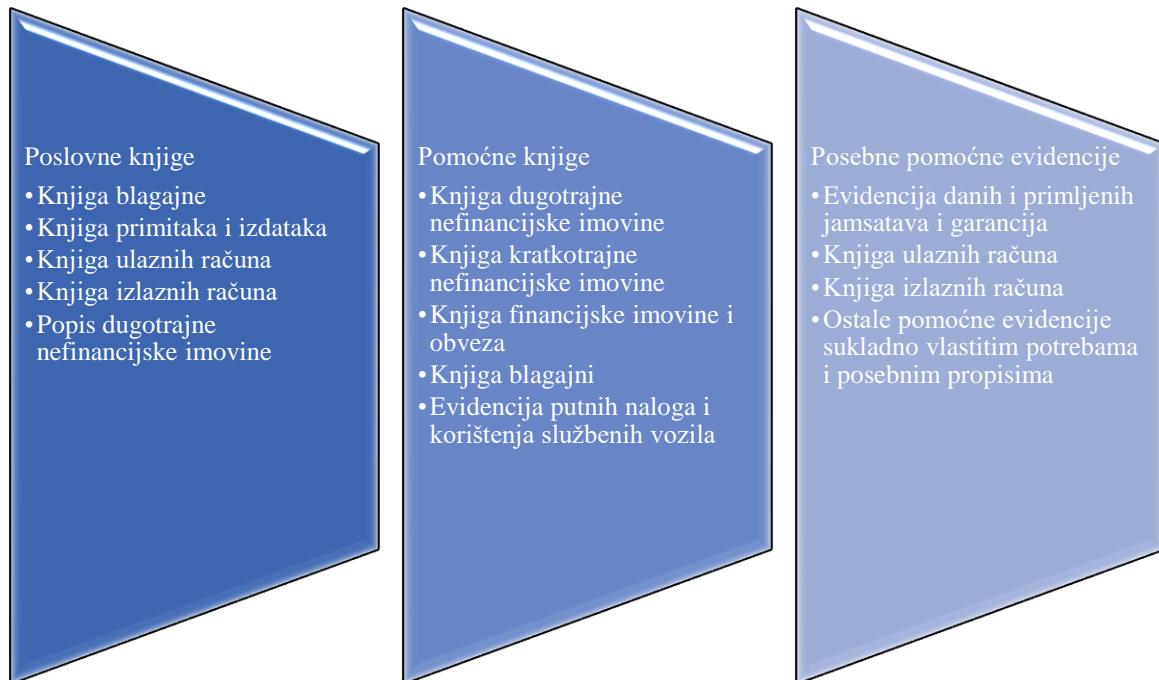 Poslovne knjige
•Knjiga blagajne
•Knjiga primitaka i izdataka
•Knjiga ulaznih računa
•Knjiga izlaznih računa
•Popis dugotrajne
nefinancijske imovine
Pomoćne knjige
•Knjiga dugotrajne
nefinancijske imovine
•Knjiga kratkotrajne
nefinancijske imovine
•Knjiga financijske imovine i
obveza
•Knjiga blagajni
•Evidencija putnih naloga i
korištenja službenih vozila
Posebne pomoćne evidencije
•Evidencija danih i primljenih
jamsatava i garancija
•Knjiga ulaznih računa
•Knjiga izlaznih računa
•Ostale pomoćne evidencije
sukladno vlastitim potrebama
i posebnim propisima